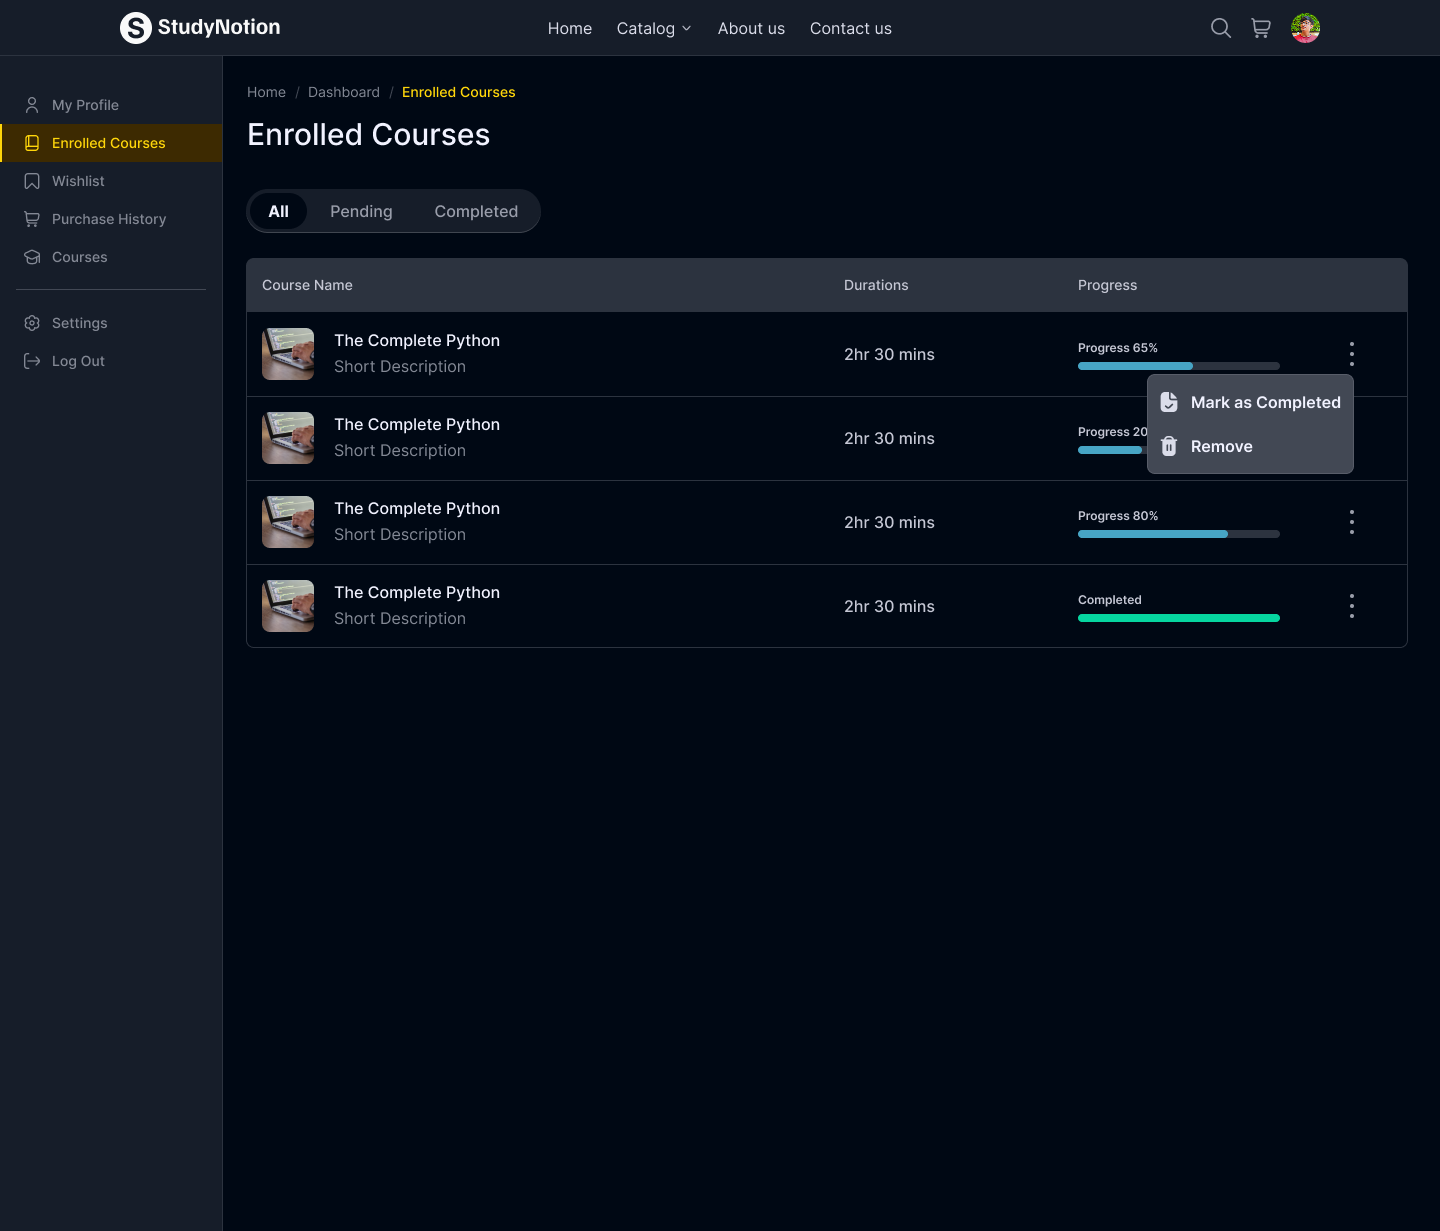 StudyNotion
Home Catalog About us Contact us
My Profile
Enrolled Courses
Wishlist
Purchase History
Courses
Settings
Log Out
Home / Dashboard / Enrolled Courses
Enrolled Courses
All Pending Completed
Course Name Durations Progress
The Complete Python
Short Description
2hr 30 mins
Progress 65%
Mark as Completed
Remove
The Complete Python
Short Description
2hr 30 mins
Progress 20
The Complete Python
Short Description
2hr 30 mins
Progress 80%
The Complete Python
Short Description
2hr 30 mins
Completed